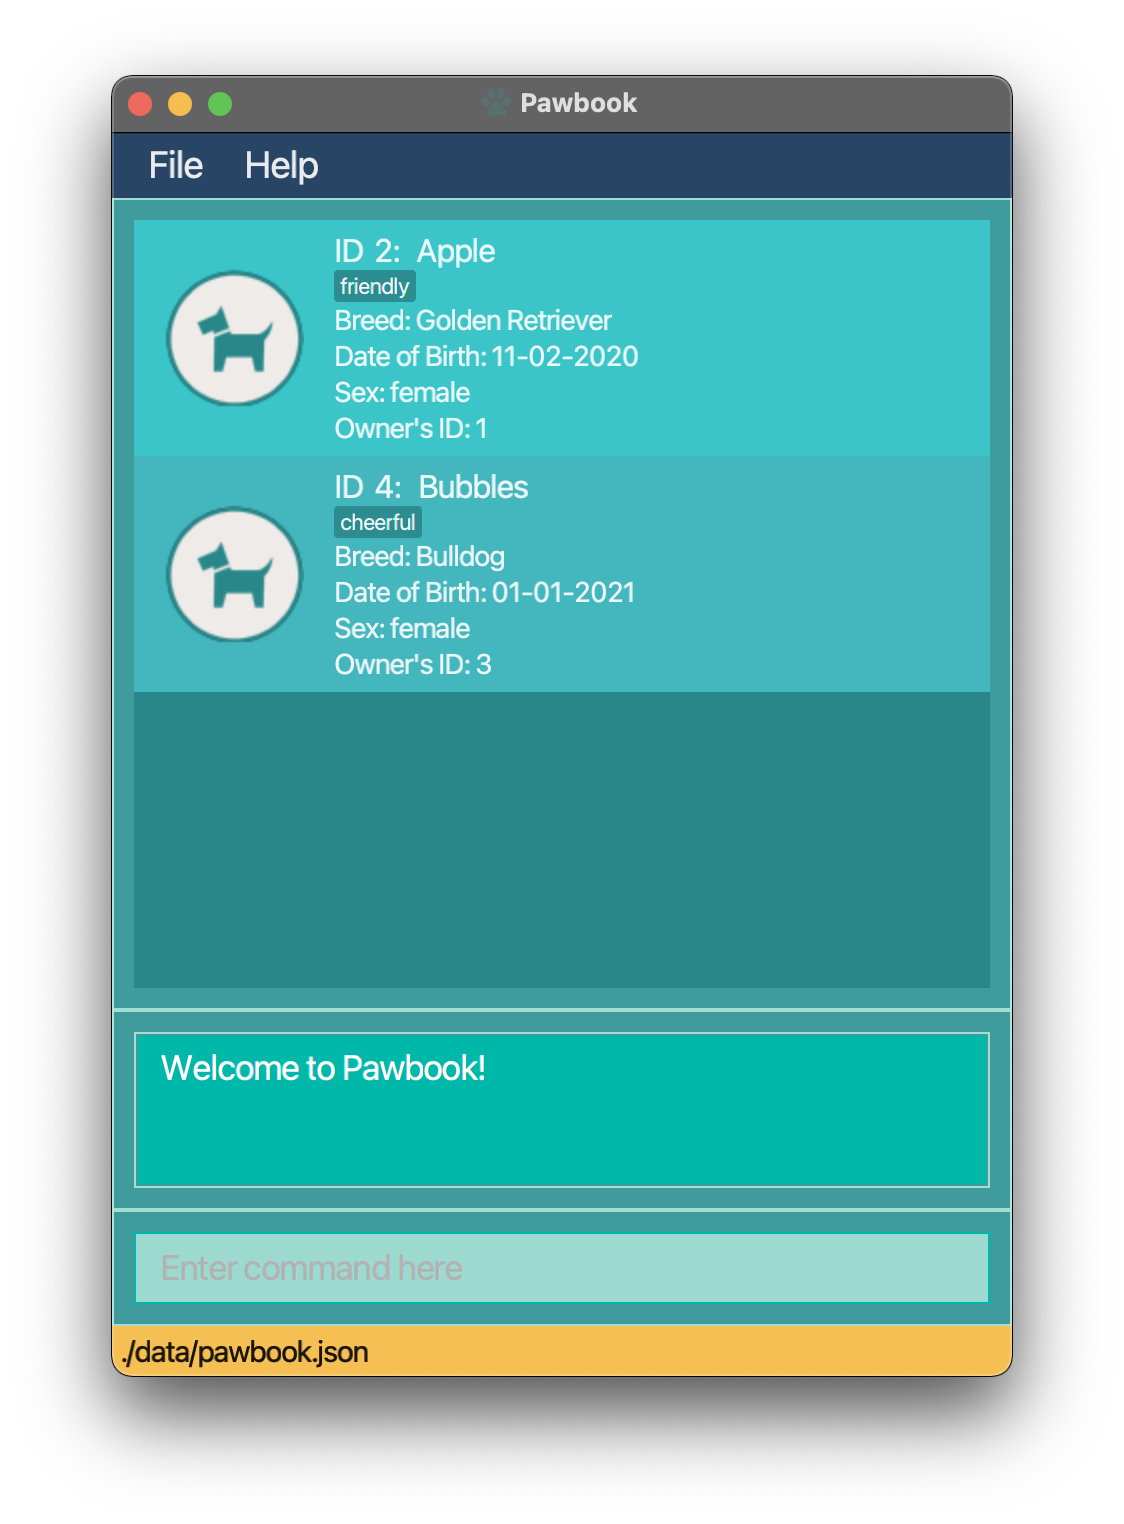 Pawbook
File Help
ID 2: Apple
friendly
Breed: Golden Retriever
Date of Birth: 11-02-2020
Sex: female
Owner's ID: 1
ID 4: Bubbles
cheerful
Breed: Bulldog
Date of Birth: 01-01-2021
Sex: female
Owner's ID: 3
Welcome to Pawbook!
Enter command here
./data/pawbook.json